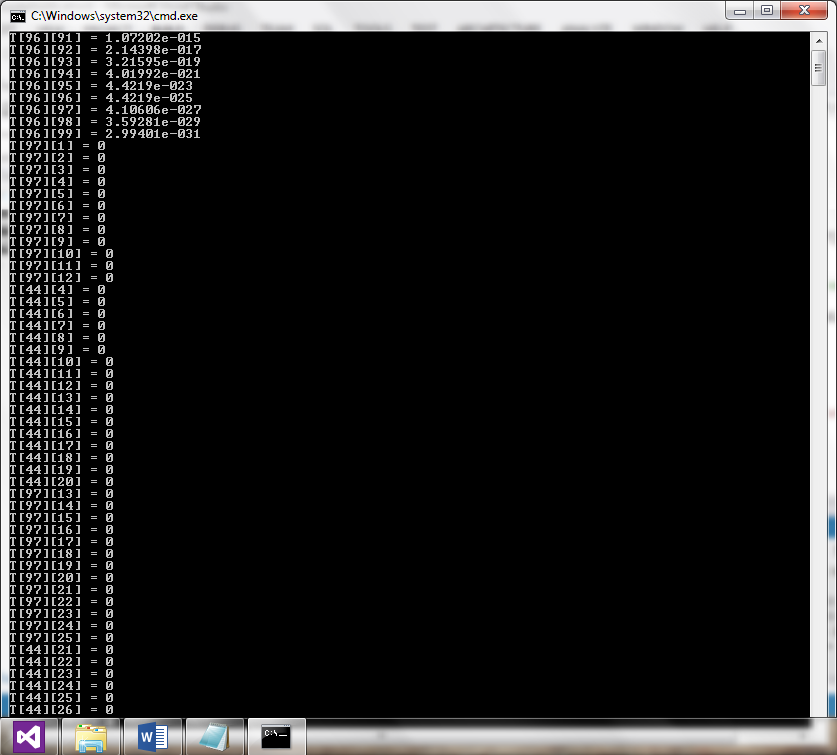 C:\Windows\system32\cmd.exe
T[96][91] = 1.07202e-015
T[96][92] = 2.14398e-017
T[96][93] = 3.21595e-019
T[96][94] = 4.01992e-021
T[96][95] = 4.4219e-023
T[96][96] = 4.4219e-025
T[96][97] = 4.10606e-027
T[96][98] = 3.59281e-029
T[96][99] = 2.99401e-031
T[97][1] = 0
T[97][2] = 0
T[97][3] = 0
T[97][4] = 0
T[97][5] = 0
T[97][6] = 0
T[97][7] = 0
T[97][8] = 0
T[97][9] = 0
T[97][10] = 0
T[97][11] = 0
T[97][12] = 0
T[44][4] = 0
T[44][5] = 0
T[44][6] = 0
T[44][7] = 0
T[44][8] = 0
T[44][9] = 0
T[44][10] = 0
T[44][11] = 0
T[44][12] = 0
T[44][13] = 0
T[44][14] = 0
T[44][15] = 0
T[44][16] = 0
T[44][17] = 0
T[44][18] = 0
T[44][19] = 0
T[44][20] = 0
T[97][13] = 0
T[97][14] = 0
T[97][15] = 0
T[97][16] = 0
T[97][17] = 0
T[97][18] = 0
T[97][19] = 0
T[97][20] = 0
T[97][21] = 0
T[97][22] = 0
T[97][23] = 0
T[97][24] = 0
T[97][25] = 0
T[44][21] = 0
T[44][22] = 0
T[44][23] = 0
T[44][24] = 0
T[44][25] = 0
T[44][26] = 0